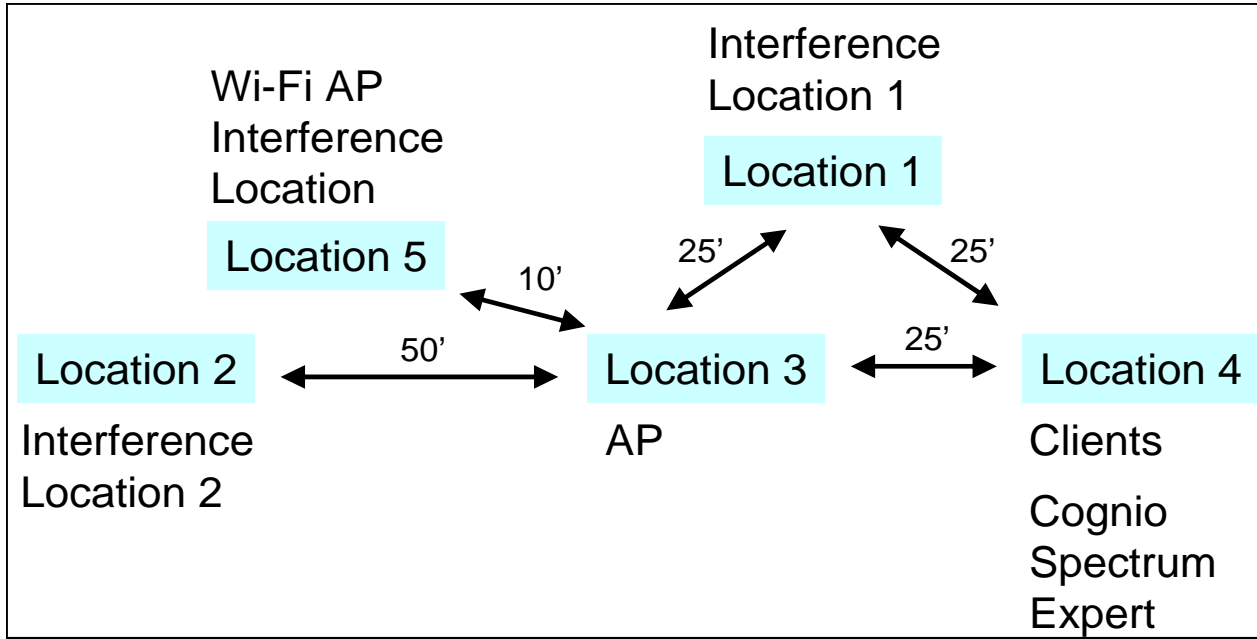 Interference
Location 1
Location 1
Wi-Fi AP
Interference
Location
Location 5
25’
25’
10’
50’
25’
Location 2
Interference
Location 2
Location 3
AP
Location 4
Clients
Cognio
Spectrum
Expert